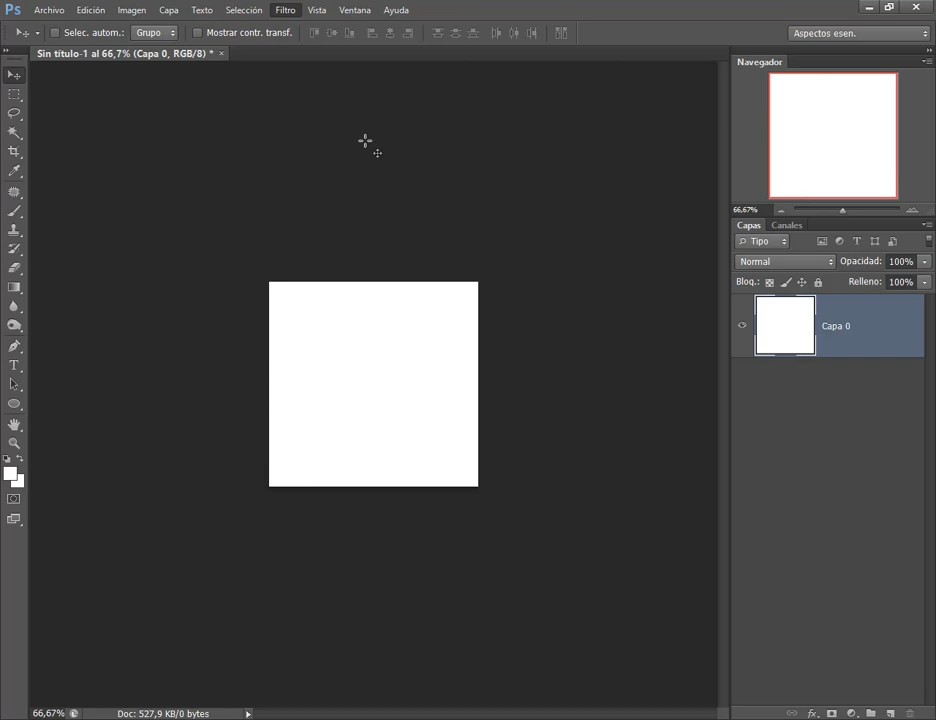 Ps Archivo Edición Imagen Capa Texto Selección Filtro Vista Ventana Ayuda
Selec. autom.: Grupo Mostrar contr. transf. Aspectos esen.
Sin título-1 al 66,7% (Capa 0, RGB/8) * ×
Navegador
66,67%
Capas Canales
Tipo
Normal Opacidad: 100%
Bloq.: Relleno: 100%
Capa 0
66,67% Doc: 527,9 KB/0 bytes